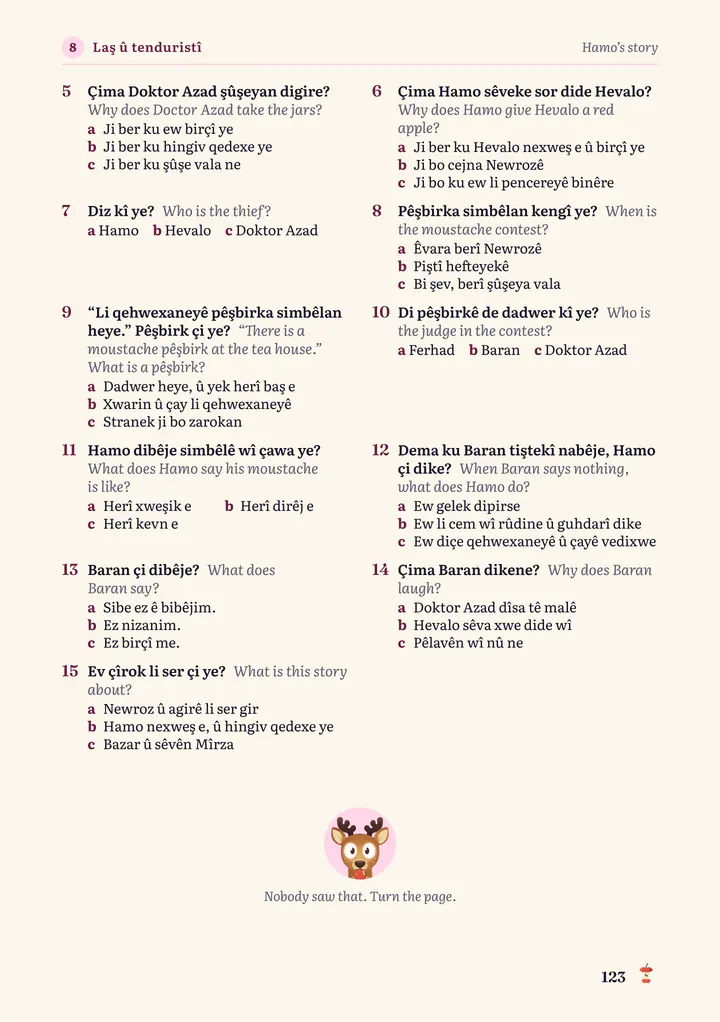 8 Laş û tenduristî
Hamo's story
5 Çima Doktor Azad şûşeyan digire?
Why does Doctor Azad take the jars?
a Ji ber ku ew birçî ye
b Ji ber ku hingiv qedexe ye
c Ji ber ku şûşe vala ne
6 Çima Hamo sêveke sor dide Hevalo?
Why does Hamo give Hevalo a red
apple?
a Ji ber ku Hevalo nexweş e û birçî ye
b Ji bo cejna Newrozê
c Ji bo ku ew li pencereyê binêre
7 Diz kî ye? Who is the thief?
a Hamo b Hevalo c Doktor Azad
8 Pêşbirka simbêlan kengî ye? When is
the moustache contest?
a Êvara berî Newrozê
b Piştî hefteyekê
c Bi şev, berî şûşeya vala
9 “Li qehwexaneyê pêşbirka simbêlan
heye.” Pêşbirk çi ye? “There is a
moustache pêşbirk at the tea house.”
What is a pêşbirk?
a Dadwer heye, û yek herî baş e
b Xwarin û çay li qehwexaneyê
c Stranek ji bo zarokan
10 Di pêşbirkê de dadwer kî ye? Who is
the judge in the contest?
a Ferhad b Baran c Doktor Azad
11 Hamo dibêje simbêlê wî çawa ye?
What does Hamo say his moustache
is like?
a Herî xweşik e b Herî dirêj e
c Herî kevn e
12 Dema ku Baran tiştekî nabêje, Hamo
çi dike? When Baran says nothing,
what does Hamo do?
a Ew gelek dipirse
b Ew li cem wî rûdine û guhdarî dike
c Ew diçe qehwexaneyê û çayê vedixwe
13 Baran çi dibêje? What does
Baran say?
a Sibe ez ê bibêjim.
b Ez nizanim.
c Ez birçî me.
14 Çima Baran dikene? Why does Baran
laugh?
a Doktor Azad dîsa tê malê
b Hevalo sêva xwe dide wî
c Pêlavên wî nû ne
15 Ev çîrok li ser çi ye? What is this story
about?
a Newroz û agirê li ser gir
b Hamo nexweş e, û hingiv qedexe ye
c Bazar û sêvên Mîrza
Nobody saw that. Turn the page.
123